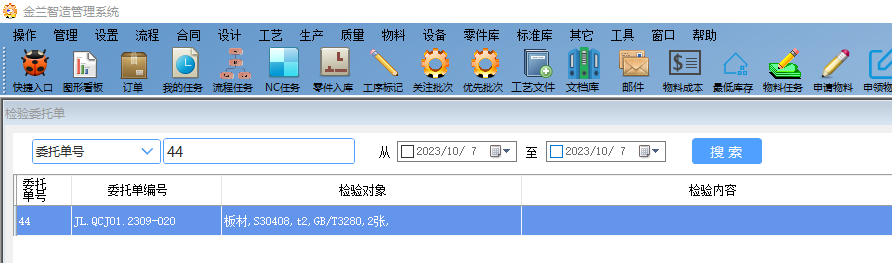 金兰智造管理系统
操作 管理 设置 流程 合同 设计 工艺 生产 质量 物料 设备 零件库 标准库 其它 工具 窗口 帮助
快捷入口 图形看板 订单 我的任务 流程任务 NC任务 零件入库 工序标记 关注批次 优先批次 工艺文件 文档库 邮件 物料成本 最低库存 物料任务 申请物料 申领物
检验委托单
委托单号 44 从 2023/10/ 7 至 2023/10/ 7 搜 索
委托
单号 委托单编号 检验对象 检验内容
44 JL.QCJ01.2309-020 板材,S30408,t2,GB/T3280,2张,